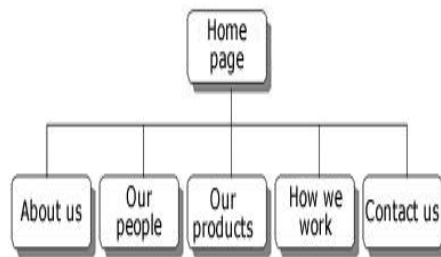 Home
page
About us
Our
people
Our
products
How we
work
Contact us